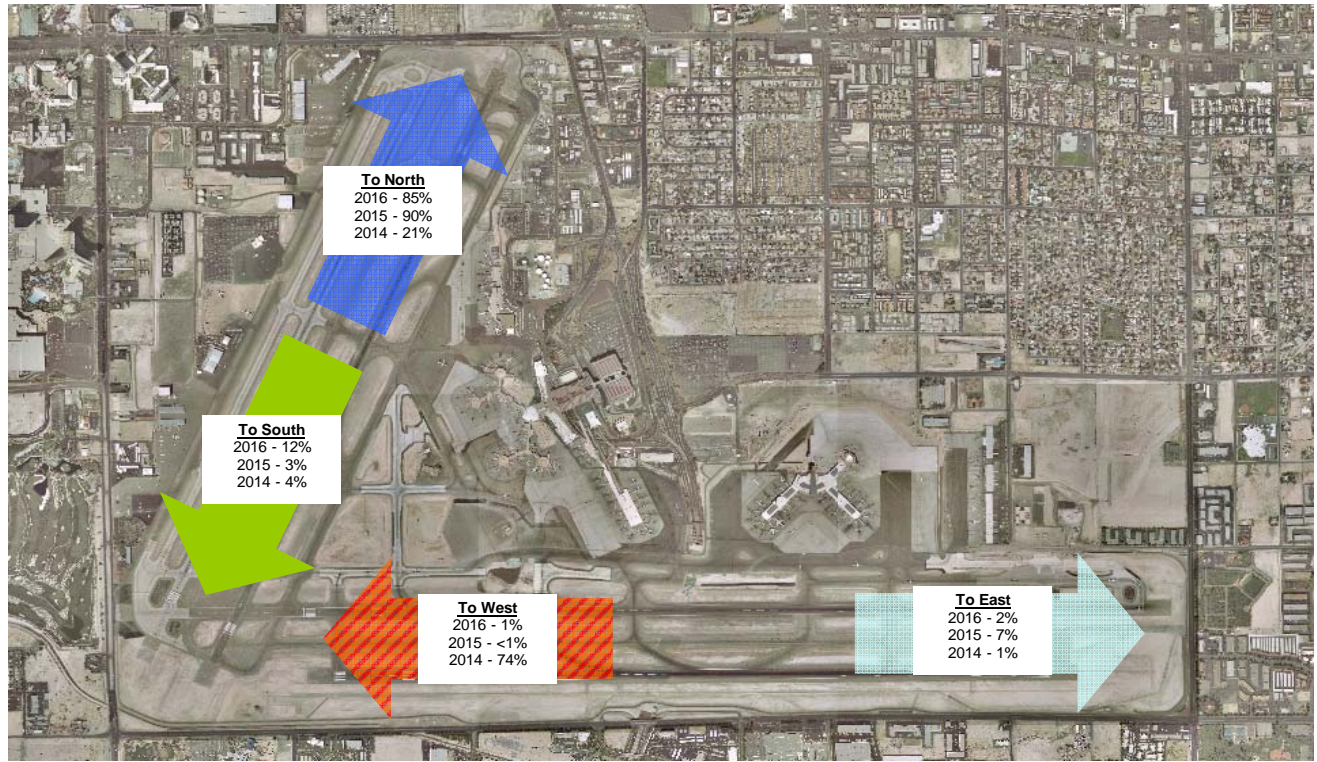 To North
2016 - 85%
2015 - 90%
2014 - 21%
To South
2016 - 12%
2015 - 3%
2014 - 4%
To West
2016 - 1%
2015 - <1%
2014 - 74%
To East
2016 - 2%
2015 - 7%
2014 - 1%